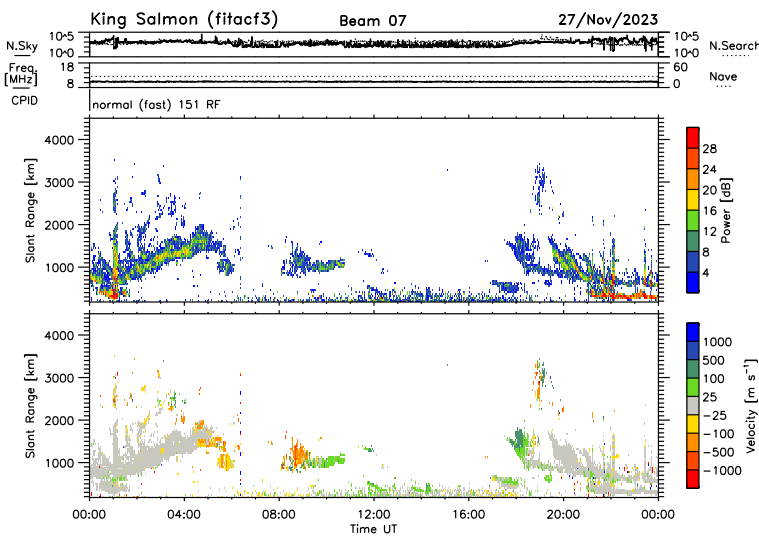 King Salmon (fitacf3) Beam 07 27/Nov/2023
N.Sky 10^5 10^0 10^5 10^0 N.Search
Freq. [MHz] 18 8 60 0 Nave
CPID normal (fast) 151 RF
Slant Range [km] 4000 3000 2000 1000
Power [dB] 28 24 20 16 12 8 4
Slant Range [km] 4000 3000 2000 1000
Velocity [m s⁻¹] 1000 500 100 25 −25 −100 −500 −1000
00:00 04:00 08:00 12:00 16:00 20:00 00:00
Time UT